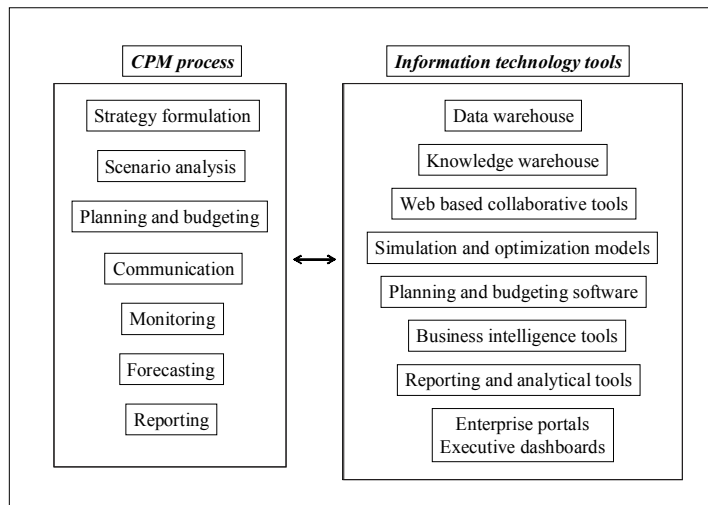 CPM process
Strategy formulation
Scenario analysis
Planning and budgeting
Communication
Monitoring
Forecasting
Reporting
Information technology tools
Data warehouse
Knowledge warehouse
Web based collaborative tools
Simulation and optimization models
Planning and budgeting software
Business intelligence tools
Reporting and analytical tools
Enterprise portals
Executive dashboards